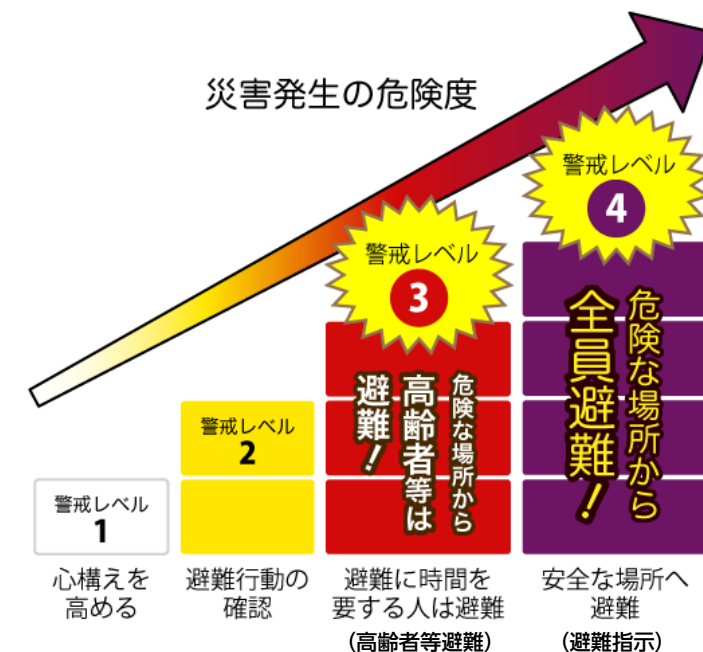 災害発生の危険度
警戒レベル
1
心構えを
高める
警戒レベル
2
避難行動の
確認
警戒レベル
3
危険な場所から
高齢者等は
避難！
避難に時間を
要する人は避難
（高齢者等避難）
警戒レベル
4
危険な場所から
全員避難！
安全な場所へ
避難
（避難指示）